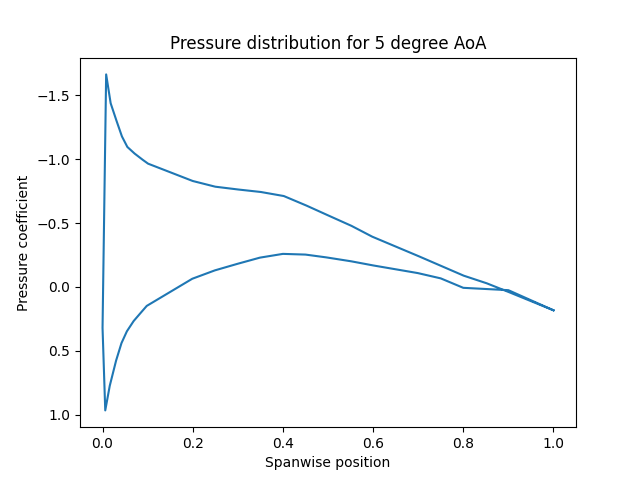 Pressure distribution for 5 degree AoA
Pressure coefficient
−1.5
−1.0
−0.5
0.0
0.5
1.0
0.0 0.2 0.4 0.6 0.8 1.0
Spanwise position